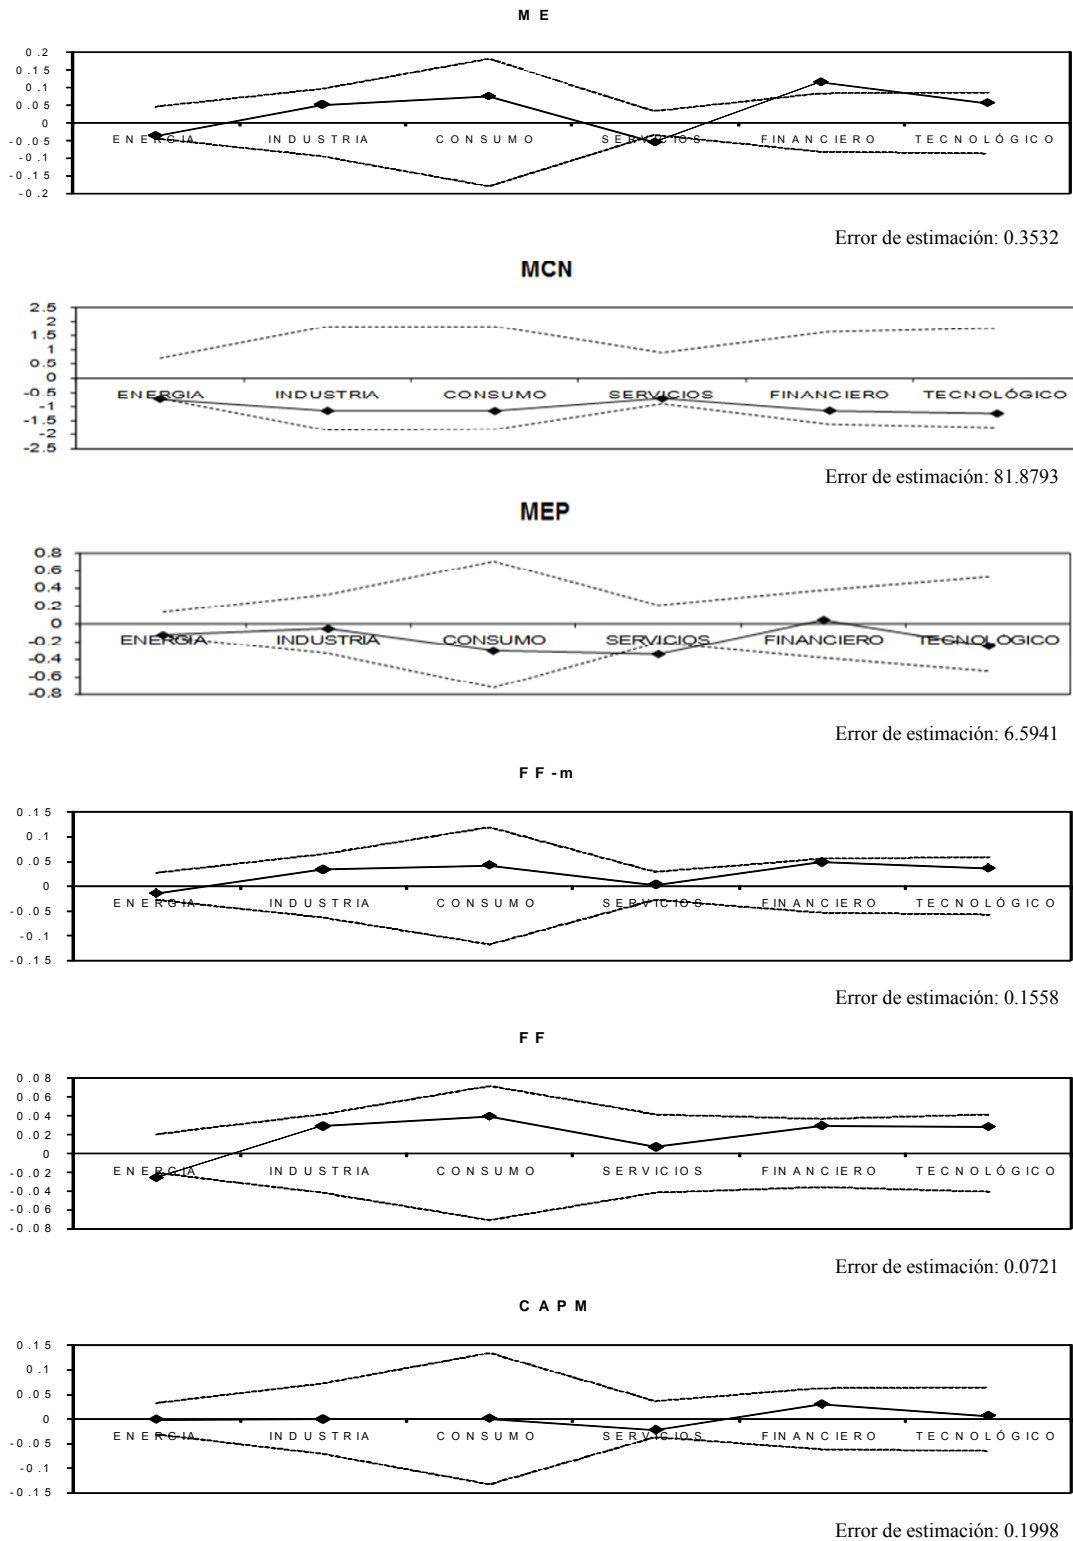 ME
0.2
0.15
0.1
0.05
0
-0.05
-0.1
-0.15
-0.2
ENERGIA INDUSTRIA CONSUMO SERVICIOS FINANCIERO TECNOLÓGICO
Error de estimación: 0.3532
MCN
2.5
2
1.5
1
0.5
0
-0.5
-1
-1.5
-2
-2.5
ENERGIA INDUSTRIA CONSUMO SERVICIOS FINANCIERO TECNOLÓGICO
Error de estimación: 81.8793
MEP
0.8
0.6
0.4
0.2
0
-0.2
-0.4
-0.6
-0.8
ENERGIA INDUSTRIA CONSUMO SERVICIOS FINANCIERO TECNOLÓGICO
Error de estimación: 6.5941
FF-m
0.15
0.1
0.05
0
-0.05
-0.1
-0.15
ENERGIA INDUSTRIA CONSUMO SERVICIOS FINANCIERO TECNOLÓGICO
Error de estimación: 0.1558
FF
0.08
0.06
0.04
0.02
0
-0.02
-0.04
-0.06
-0.08
ENERGIA INDUSTRIA CONSUMO SERVICIOS FINANCIERO TECNOLÓGICO
Error de estimación: 0.0721
CAPM
0.15
0.1
0.05
0
-0.05
-0.1
-0.15
ENERGIA INDUSTRIA CONSUMO SERVICIOS FINANCIERO TECNOLÓGICO
Error de estimación: 0.1998